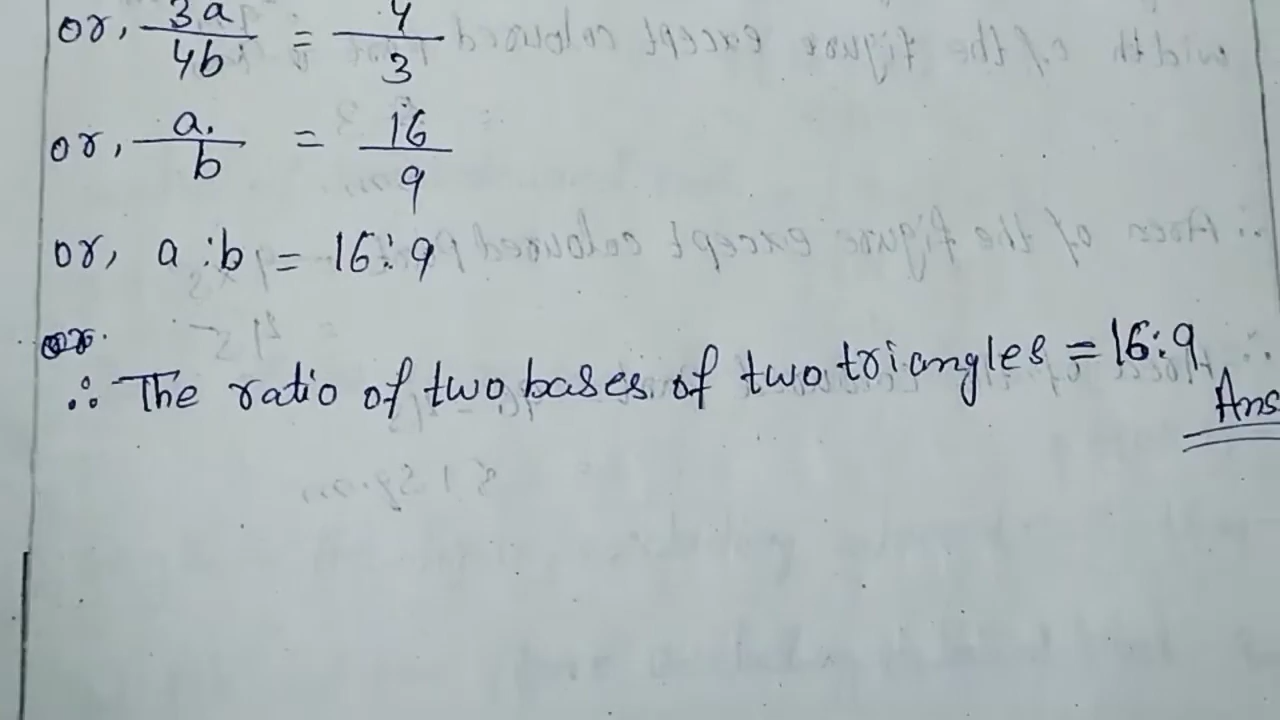 or, 3a/4b = 4/3
or, a./b = 16/9
or, a : b = 16 : 9
or.
∴ The ratio of two bases of two triangles = 16 : 9
Ans